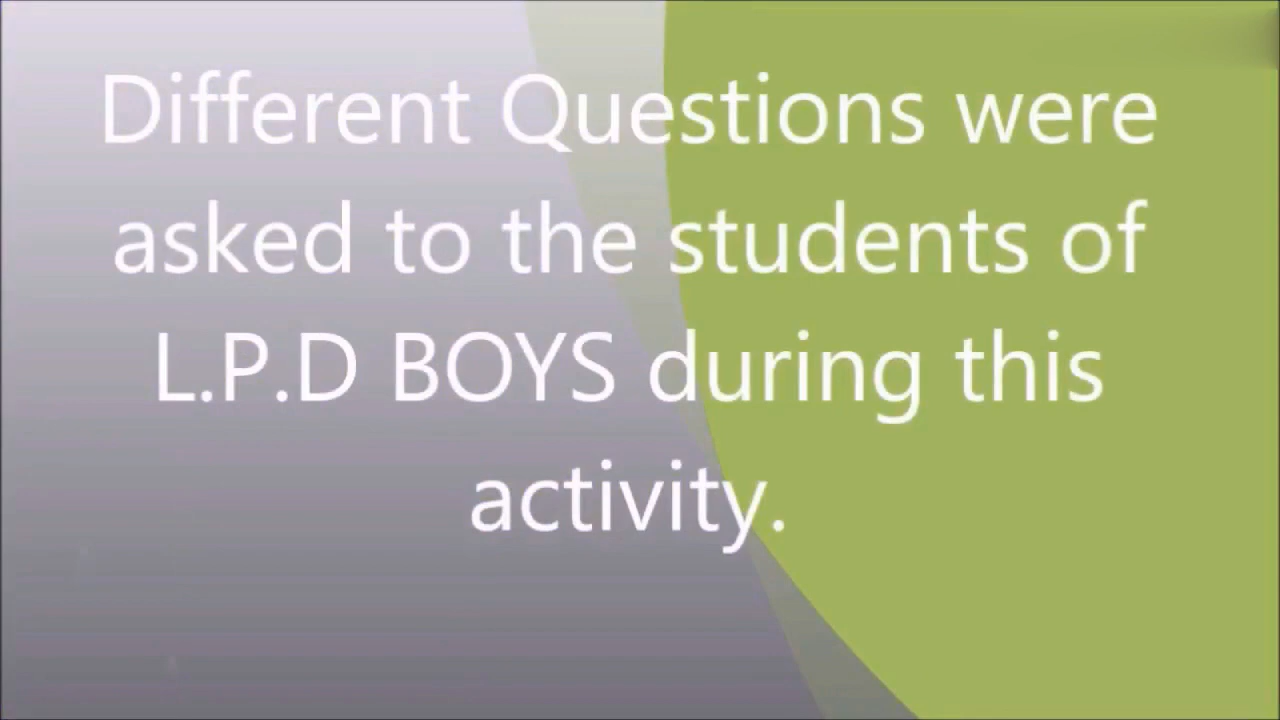 Different Questions were
asked to the students of
L.P.D BOYS during this
activity.